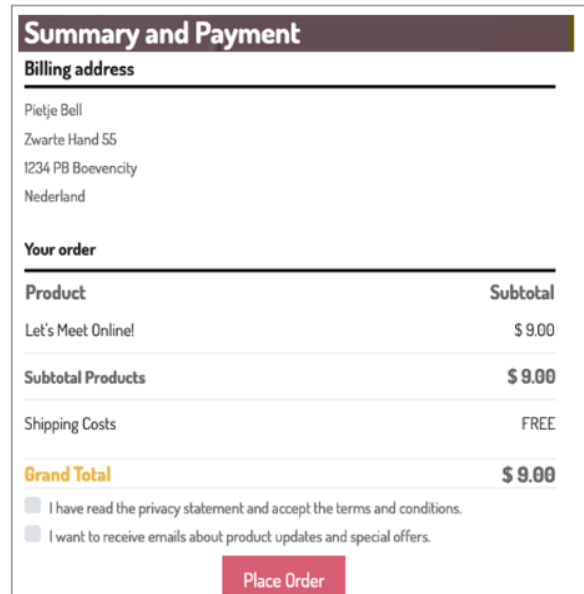 Summary and Payment
Billing address
Pietje Bell
Zwarte Hand 55
1234 PB Boevencity
Nederland
Your order
Product Subtotal
Let's Meet Online! $ 9.00
Subtotal Products $ 9.00
Shipping Costs FREE
Grand Total $ 9.00
I have read the privacy statement and accept the terms and conditions.
I want to receive emails about product updates and special offers.
Place Order